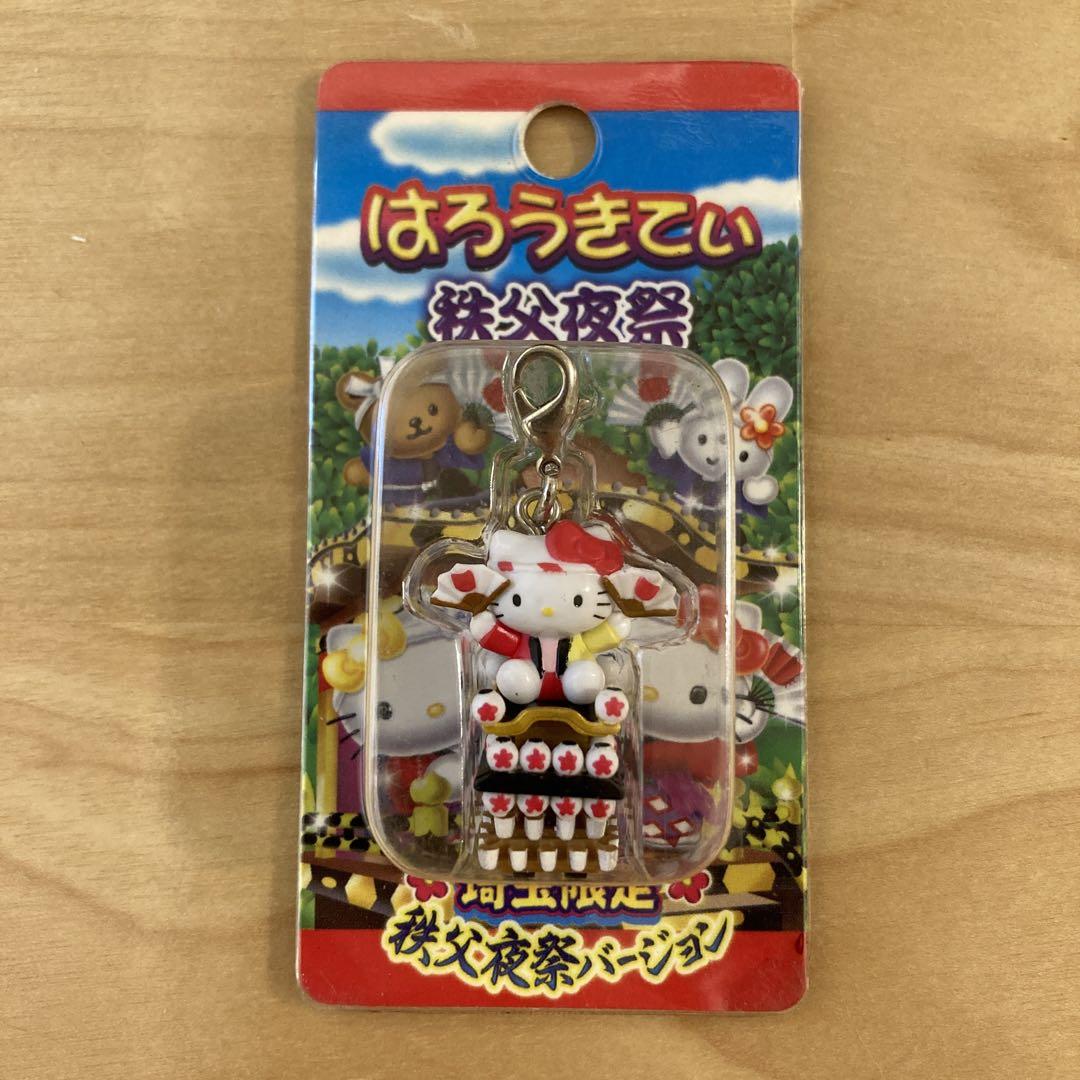 はろうきてぃ
秩父夜祭
埼玉限定
秩父夜祭バージョン